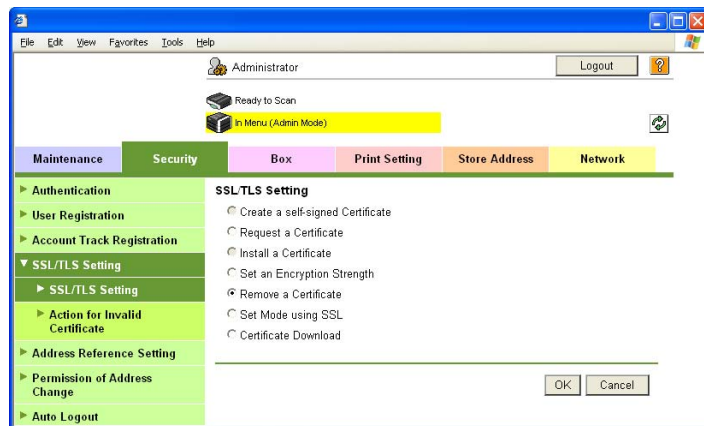 File Edit View Favorites Tools Help
Administrator
Logout
?
Ready to Scan
In Menu (Admin Mode)
Maintenance Security Box Print Setting Store Address Network
Authentication
User Registration
Account Track Registration
SSL/TLS Setting
SSL/TLS Setting
Action for Invalid
Certificate
Address Reference Setting
Permission of Address
Change
Auto Logout
SSL/TLS Setting
Create a self-signed Certificate
Request a Certificate
Install a Certificate
Set an Encryption Strength
Remove a Certificate
Set Mode using SSL
Certificate Download
OK Cancel